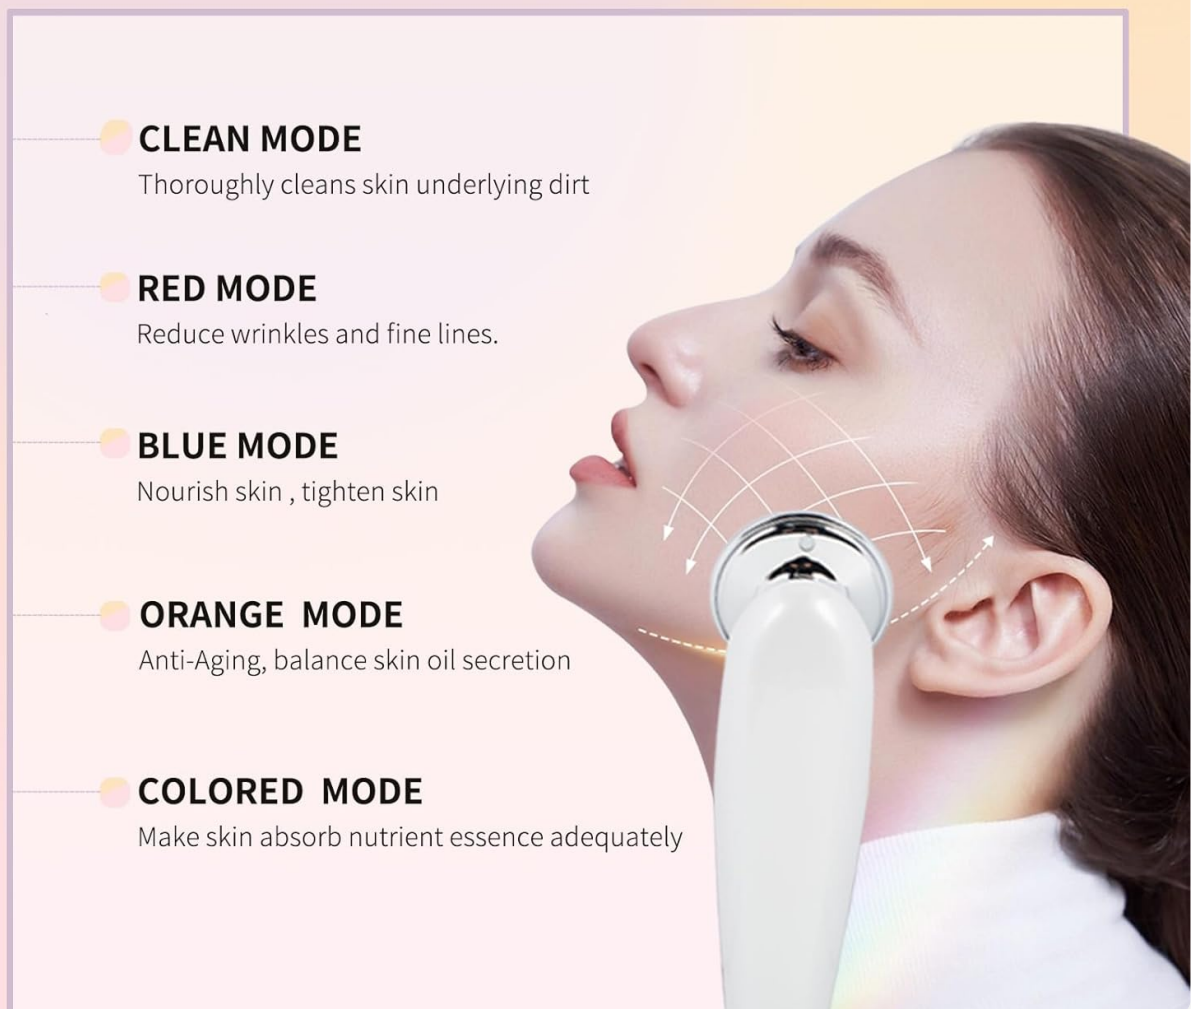 CLEAN MODE
Thoroughly cleans skin underlying dirt
RED MODE
Reduce wrinkles and fine lines.
BLUE MODE
Nourish skin , tighten skin
ORANGE MODE
Anti-Aging, balance skin oil secretion
COLORED MODE
Make skin absorb nutrient essence adequately